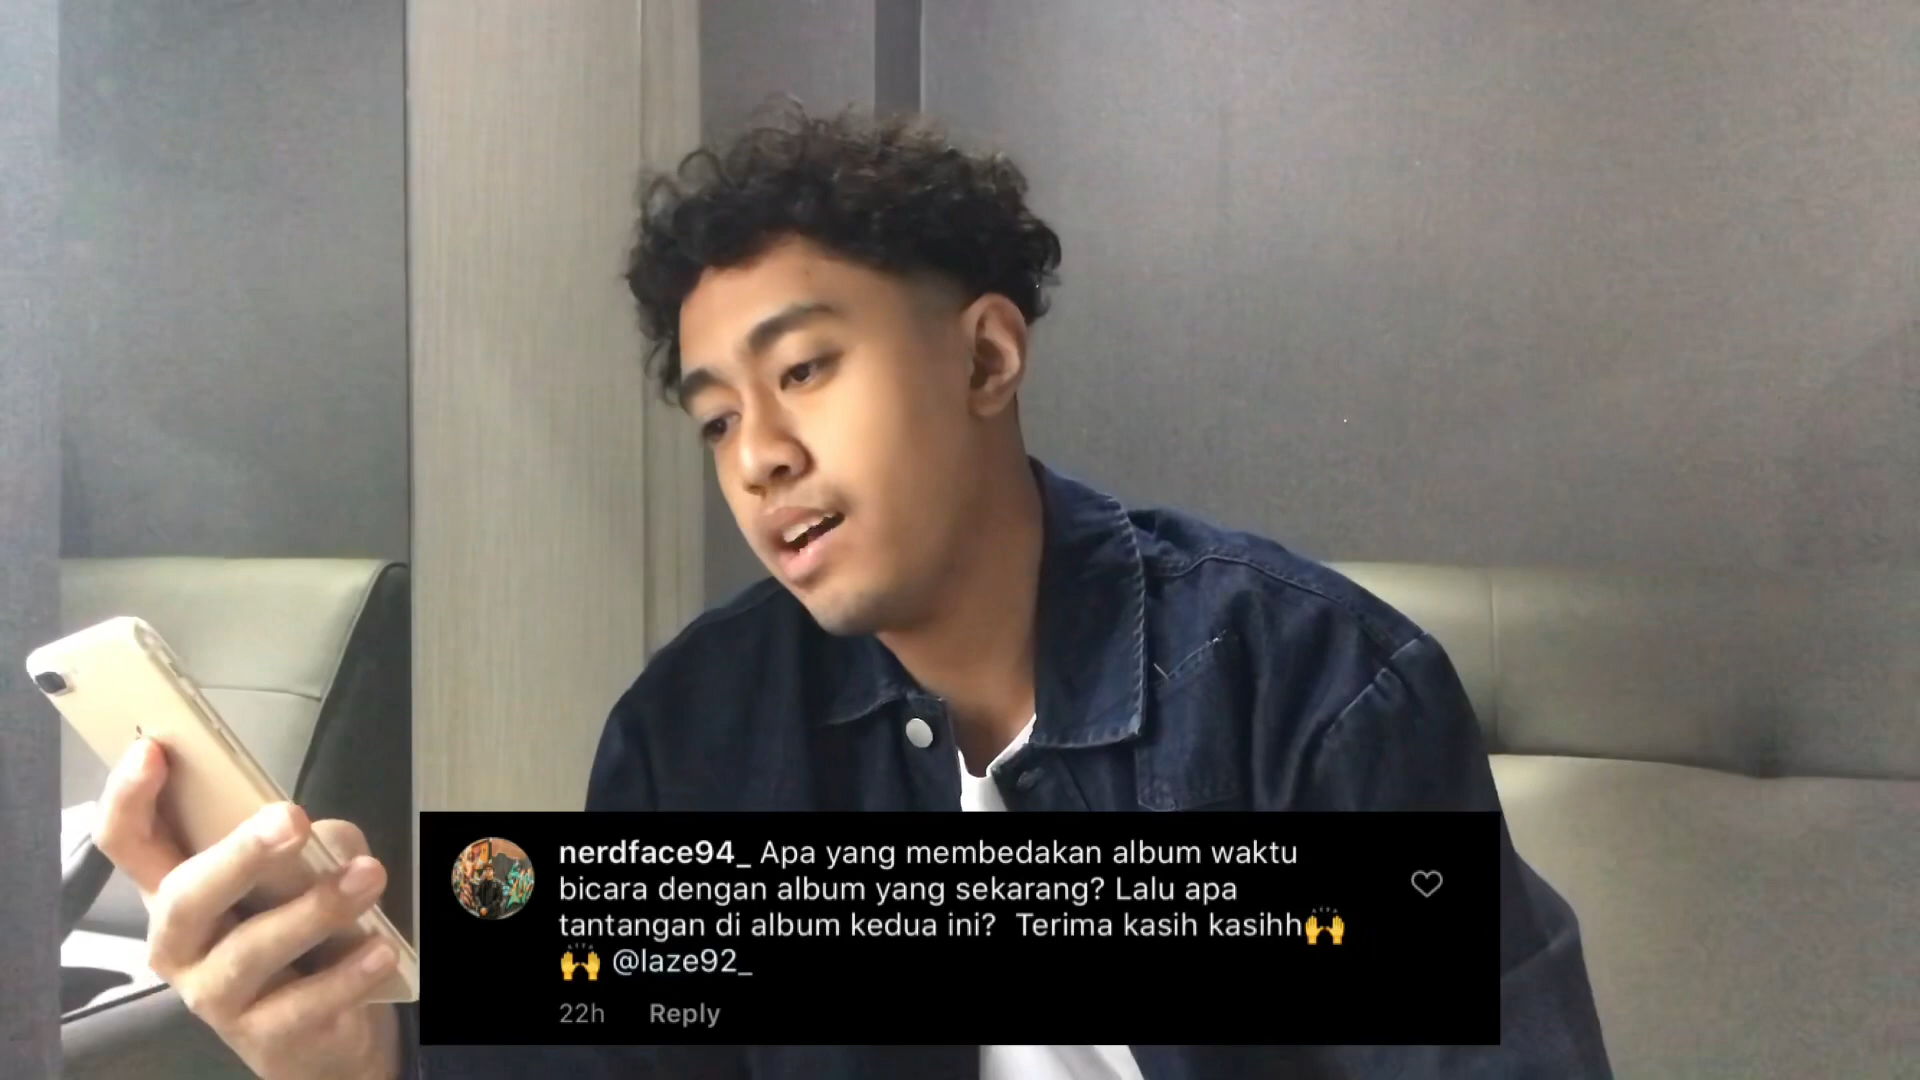 nerdface94_ Apa yang membedakan album waktu
bicara dengan album yang sekarang? Lalu apa
tantangan di album kedua ini?  Terima kasih kasihh🙌
🙌 @laze92_
22h Reply